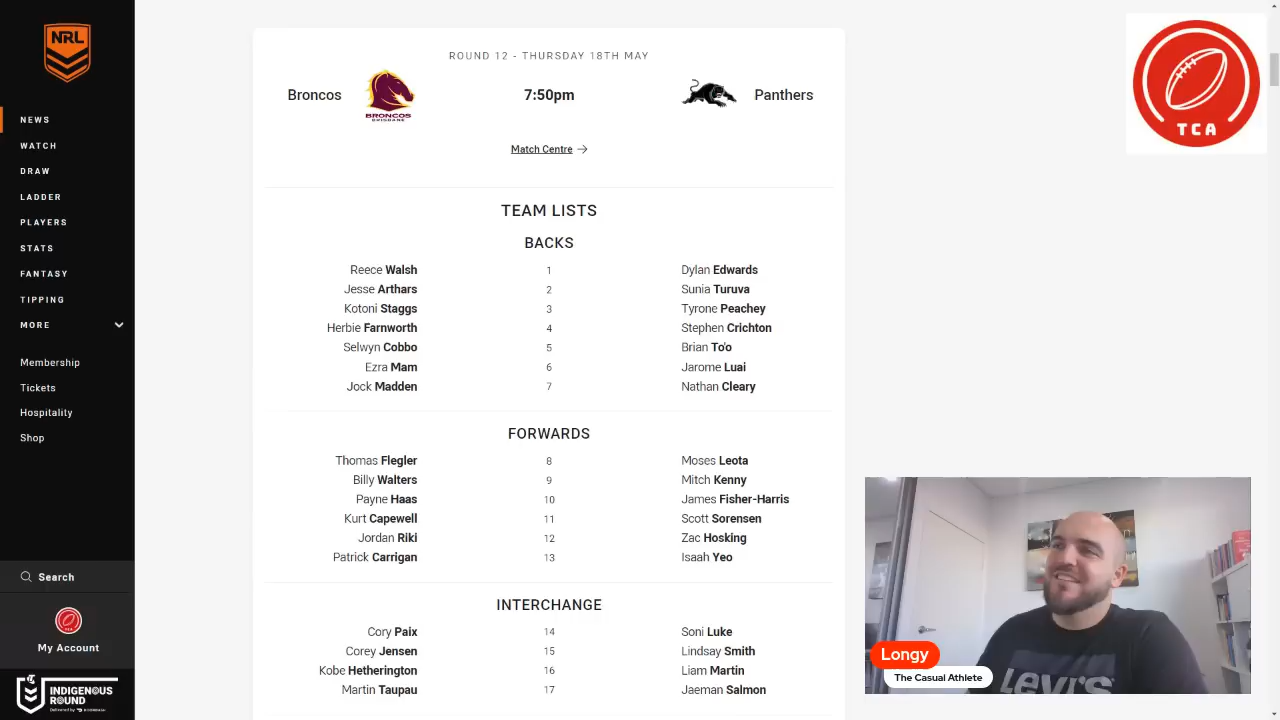 NRL
NEWS
WATCH
DRAW
LADDER
PLAYERS
STATS
FANTASY
TIPPING
MORE
Membership
Tickets
Hospitality
Shop
Search
My Account
INDIGENOUS
ROUND
ROUND 12 - THURSDAY 18TH MAY
Broncos
BRONCOS
BRISBANE
7:50pm
Panthers
Match Centre
TEAM LISTS
BACKS
Reece Walsh 1 Dylan Edwards
Jesse Arthars 2 Sunia Turuva
Kotoni Staggs 3 Tyrone Peachey
Herbie Farnworth 4 Stephen Crichton
Selwyn Cobbo 5 Brian To'o
Ezra Mam 6 Jarome Luai
Jock Madden 7 Nathan Cleary
FORWARDS
Thomas Flegler 8 Moses Leota
Billy Walters 9 Mitch Kenny
Payne Haas 10 James Fisher-Harris
Kurt Capewell 11 Scott Sorensen
Jordan Riki 12 Zac Hosking
Patrick Carrigan 13 Isaah Yeo
INTERCHANGE
Cory Paix 14 Soni Luke
Corey Jensen 15 Lindsay Smith
Kobe Hetherington 16 Liam Martin
Martin Taupau 17 Jaeman Salmon
TCA
Longy
The Casual Athlete
Levi's